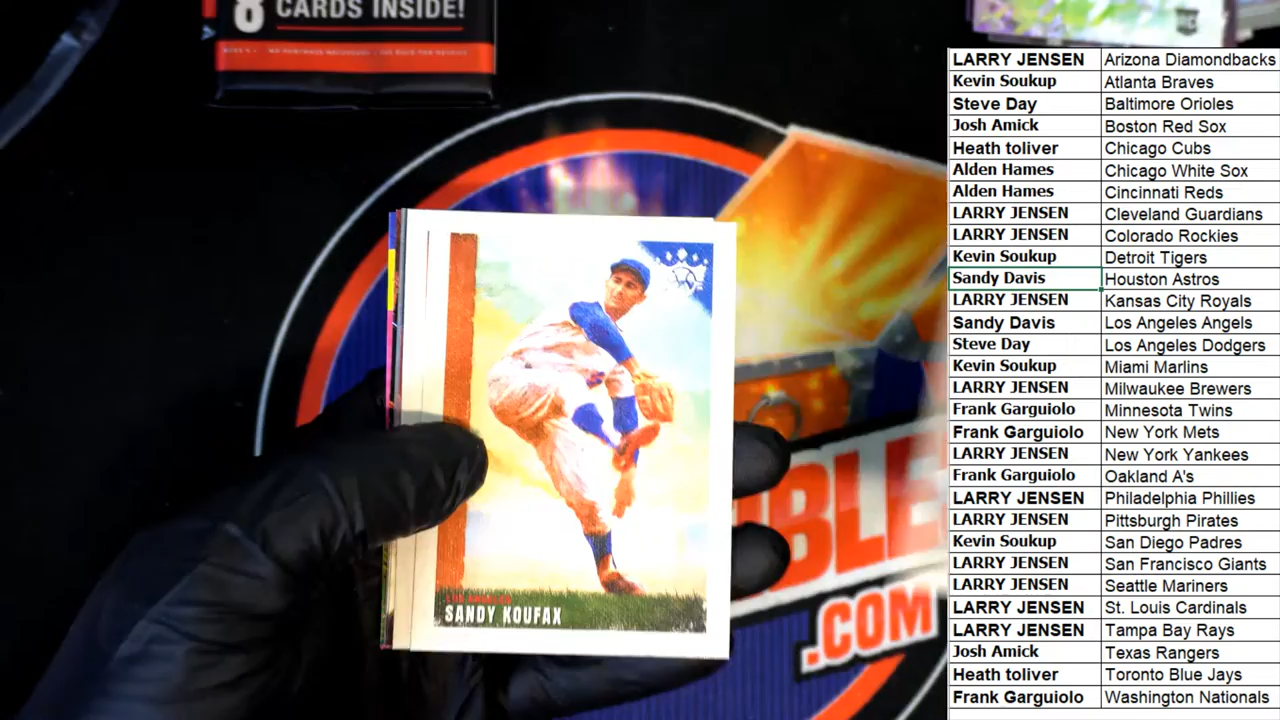 8 CARDS INSIDE!
LARRY JENSEN Arizona Diamondbacks
Kevin Soukup Atlanta Braves
Steve Day Baltimore Orioles
Josh Amick Boston Red Sox
Heath toliver Chicago Cubs
Alden Hames Chicago White Sox
Alden Hames Cincinnati Reds
LARRY JENSEN Cleveland Guardians
LARRY JENSEN Colorado Rockies
Kevin Soukup Detroit Tigers
Sandy Davis Houston Astros
LARRY JENSEN Kansas City Royals
Sandy Davis Los Angeles Angels
Steve Day Los Angeles Dodgers
Kevin Soukup Miami Marlins
LARRY JENSEN Milwaukee Brewers
Frank Garguiolo Minnesota Twins
Frank Garguiolo New York Mets
LARRY JENSEN New York Yankees
Frank Garguiolo Oakland A's
LARRY JENSEN Philadelphia Phillies
LARRY JENSEN Pittsburgh Pirates
Kevin Soukup San Diego Padres
LARRY JENSEN San Francisco Giants
LARRY JENSEN Seattle Mariners
LARRY JENSEN St. Louis Cardinals
LARRY JENSEN Tampa Bay Rays
Josh Amick Texas Rangers
Heath toliver Toronto Blue Jays
Frank Garguiolo Washington Nationals
LOS ANGELES
SANDY KOUFAX
.COM